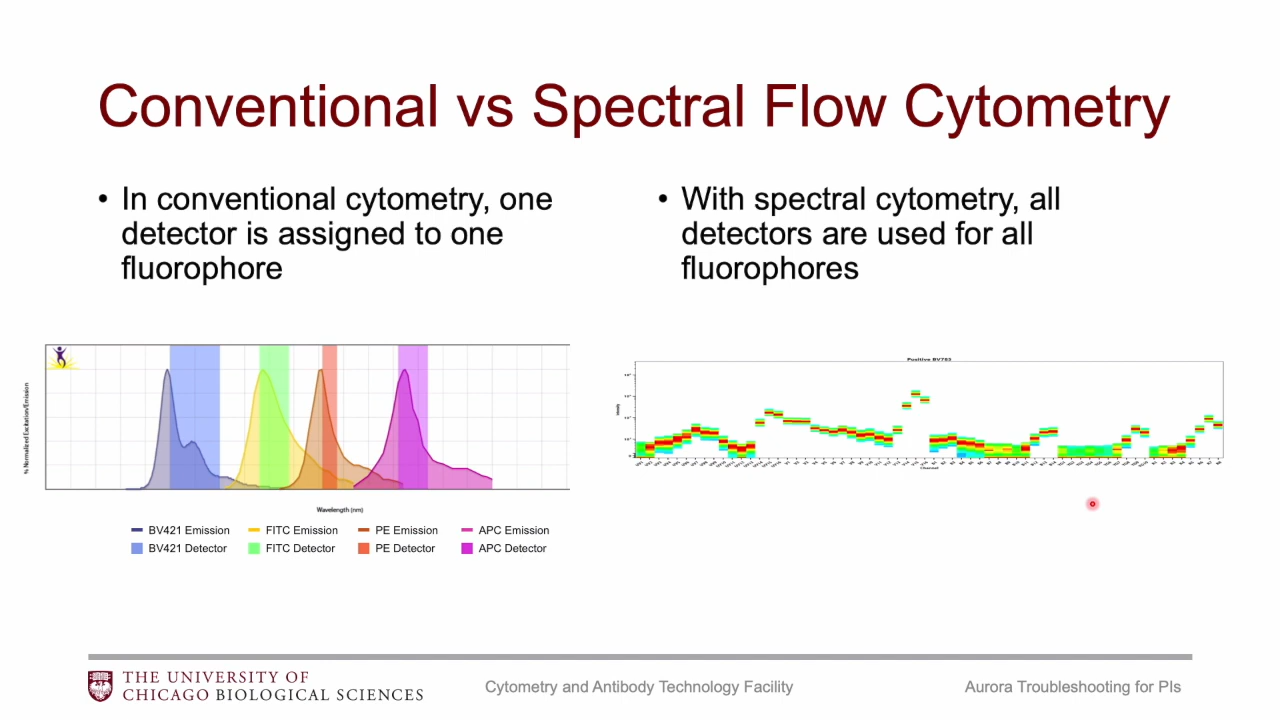 Conventional vs Spectral Flow Cytometry
• In conventional cytometry, one
detector is assigned to one
fluorophore
• With spectral cytometry, all
detectors are used for all
fluorophores
% Normalized Excitation/Emission
Wavelength (nm)
BV421 Emission FITC Emission PE Emission APC Emission
BV421 Detector FITC Detector PE Detector APC Detector
THE UNIVERSITY OF
CHICAGO BIOLOGICAL SCIENCES
Cytometry and Antibody Technology Facility
Aurora Troubleshooting for PIs